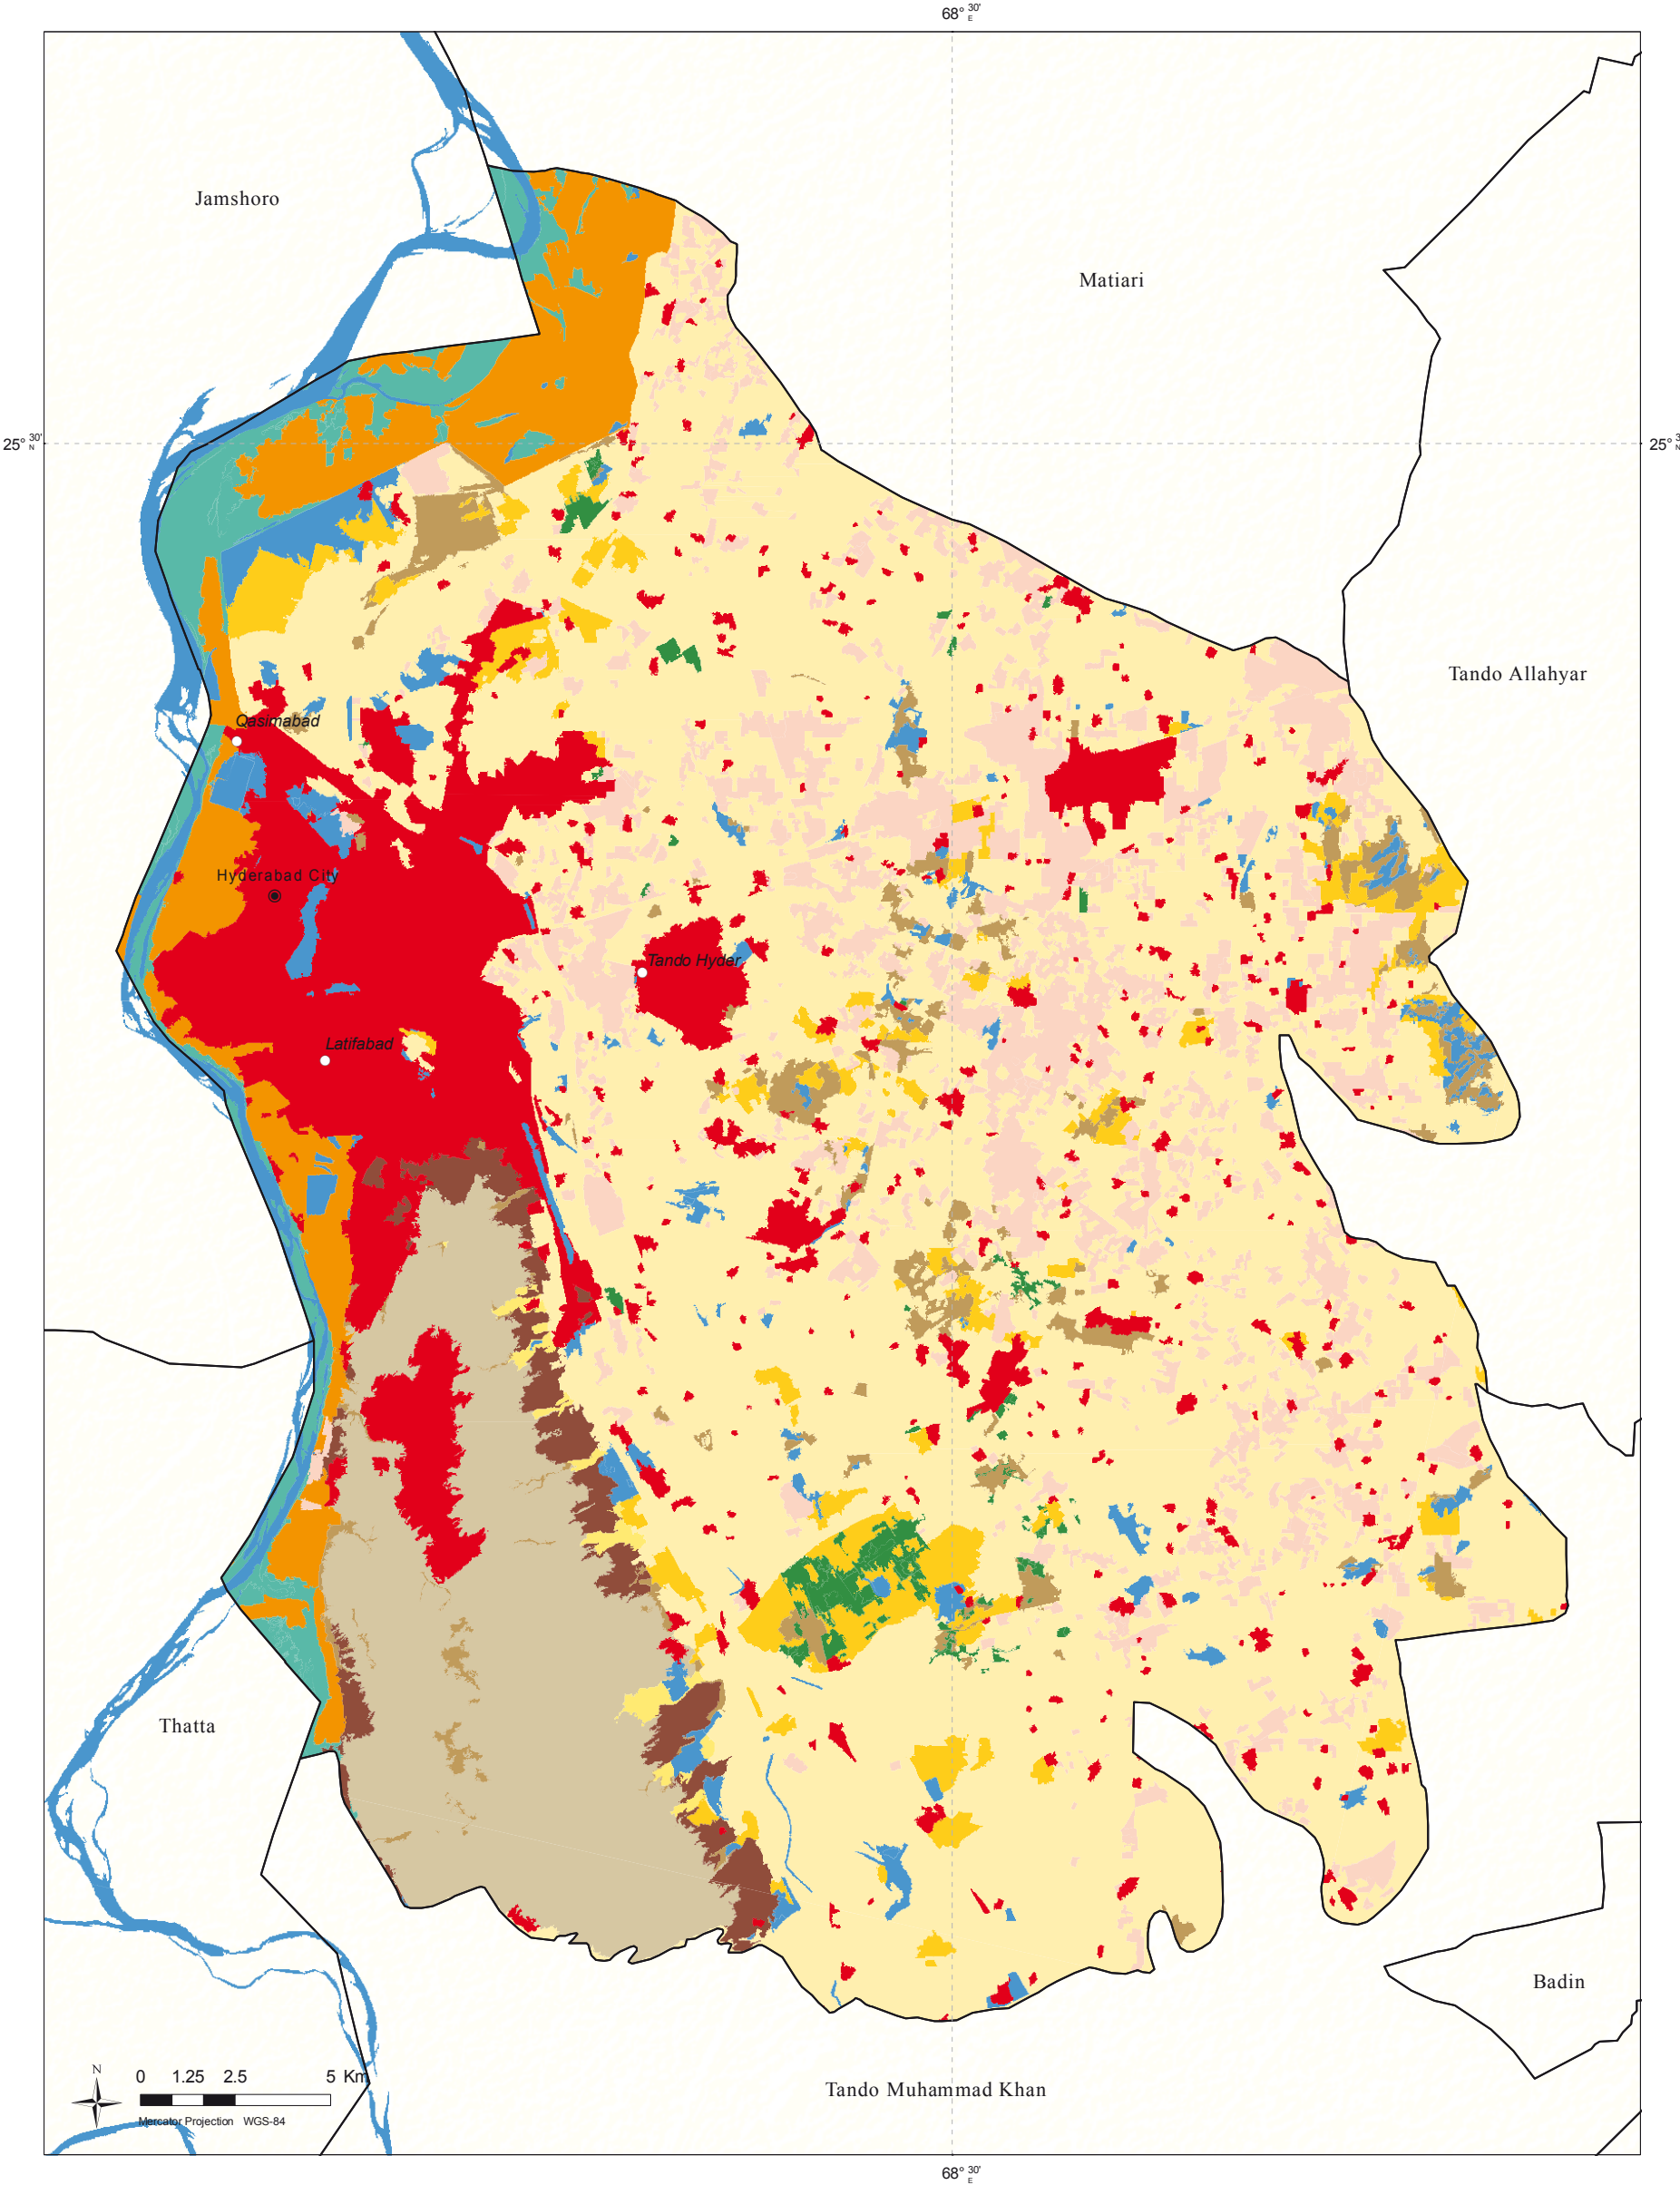 68° 30' E
Jamshoro
Matiari
25° 30' N
25° 3 N
Tando Allahyar
Qasimabad
Hyderabad City
Tando Hyder
Latifabad
Thatta
Badin
N
0 1.25 2.5 5 Km
Mercator Projection WGS-84
Tando Muhammad Khan
68° 30' E